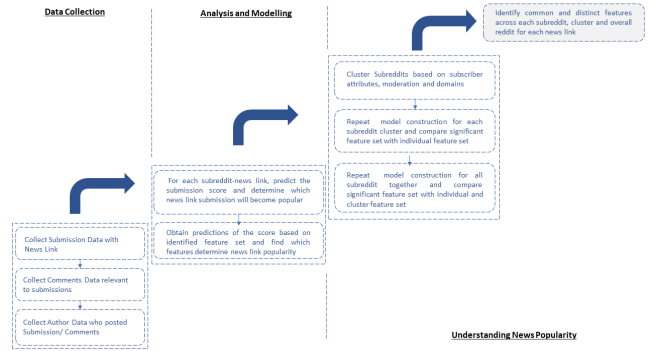 Data Collection
Analysis and Modelling
Identify common and distinct features
across each subreddit, cluster and overall
reddit for each news link
Cluster Subreddits based on subscriber
attributes, moderation and domains
Repeat model construction for each
subreddit cluster and compare significant
feature set with individual feature set
Repeat model construction for all
subreddit together and compare
significant feature set with individual and
cluster feature set
For each subreddit-news link, predict the
submission score and determine which
news link submission will become popular
Obtain predictions of the score based on
identified feature set and find which
features determine news link popularity
Collect Submission Data with
News Link
Collect Comments Data relevant
to submissions
Collect Author Data who posted
Submission/ Comments
Understanding News Popularity